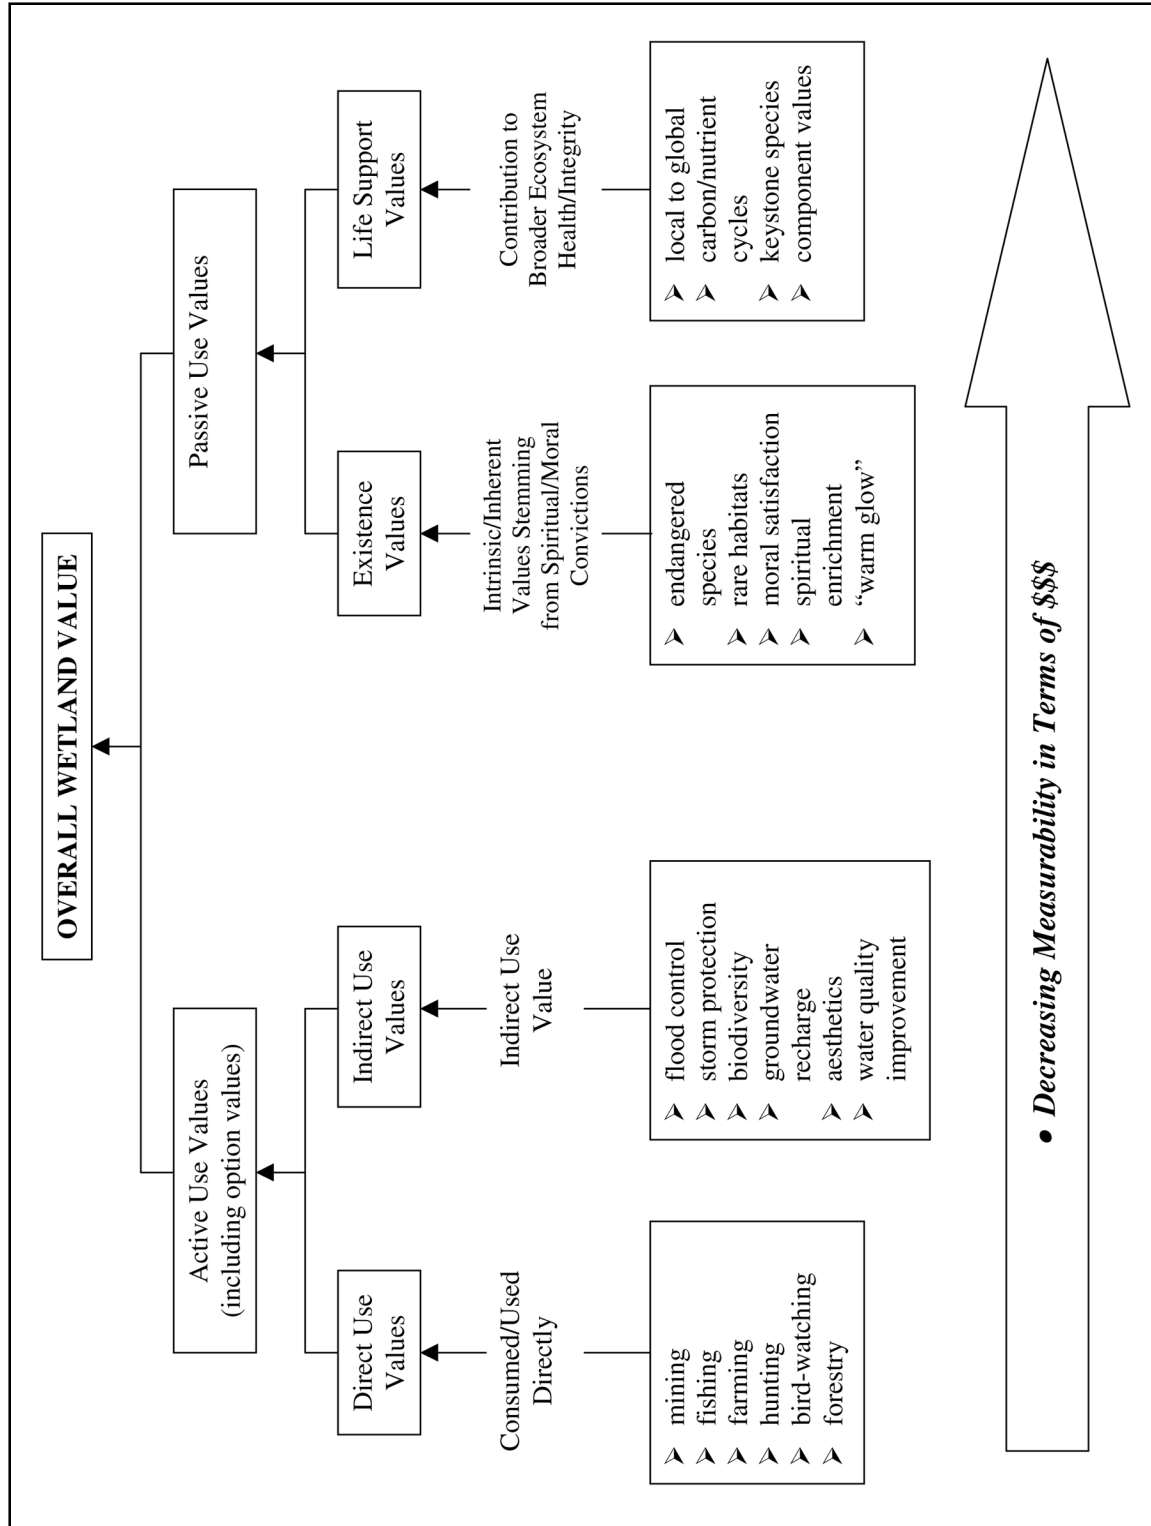 OVERALL WETLAND VALUE
Active Use Values
(including option values)
Passive Use Values
Direct Use
Values
Indirect Use
Values
Existence
Values
Life Support
Values
Consumed/Used
Directly
Indirect Use
Value
Intrinsic/Inherent
Values Stemming
from Spiritual/Moral
Convictions
Contribution to
Broader Ecosystem
Health/Integrity
➢ mining
➢ fishing
➢ farming
➢ hunting
➢ bird-watching
➢ forestry
➢ flood control
➢ storm protection
➢ biodiversity
➢ groundwater
recharge
➢ aesthetics
➢ water quality
improvement
➢ endangered
species
➢ rare habitats
➢ moral satisfaction
➢ spiritual
enrichment
➢ “warm glow”
➢ local to global
➢ carbon/nutrient
cycles
➢ keystone species
➢ component values
• Decreasing Measurability in Terms of $$$